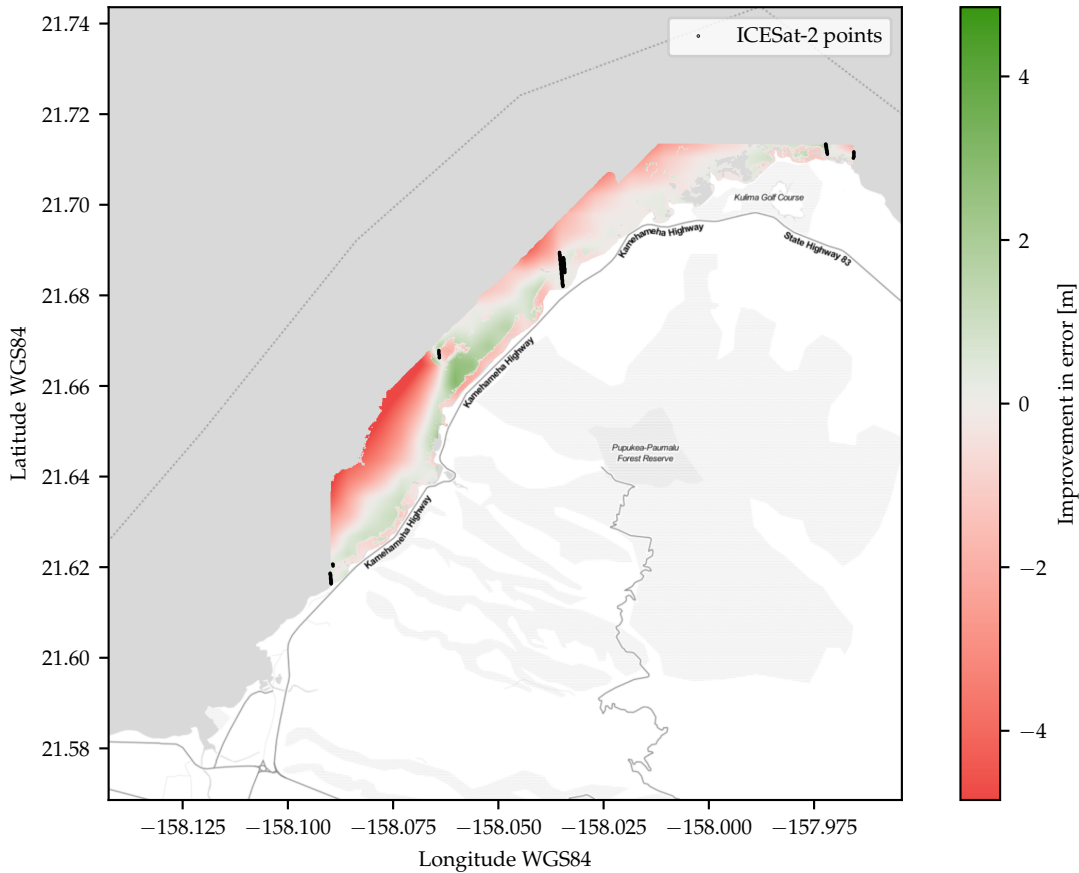 21.74
21.72
21.70
21.68
21.66
21.64
21.62
21.60
21.58
Latitude WGS84
ICESat-2 points
Kulima Golf Course
Kamehameha Highway
State Highway 83
Kamehameha Highway
Pupukea-Paumalu
Forest Reserve
Kamehameha Highway
−158.125
−158.100
−158.075
−158.050
−158.025
−158.000
−157.975
Longitude WGS84
4
2
0
−2
−4
Improvement in error [m]